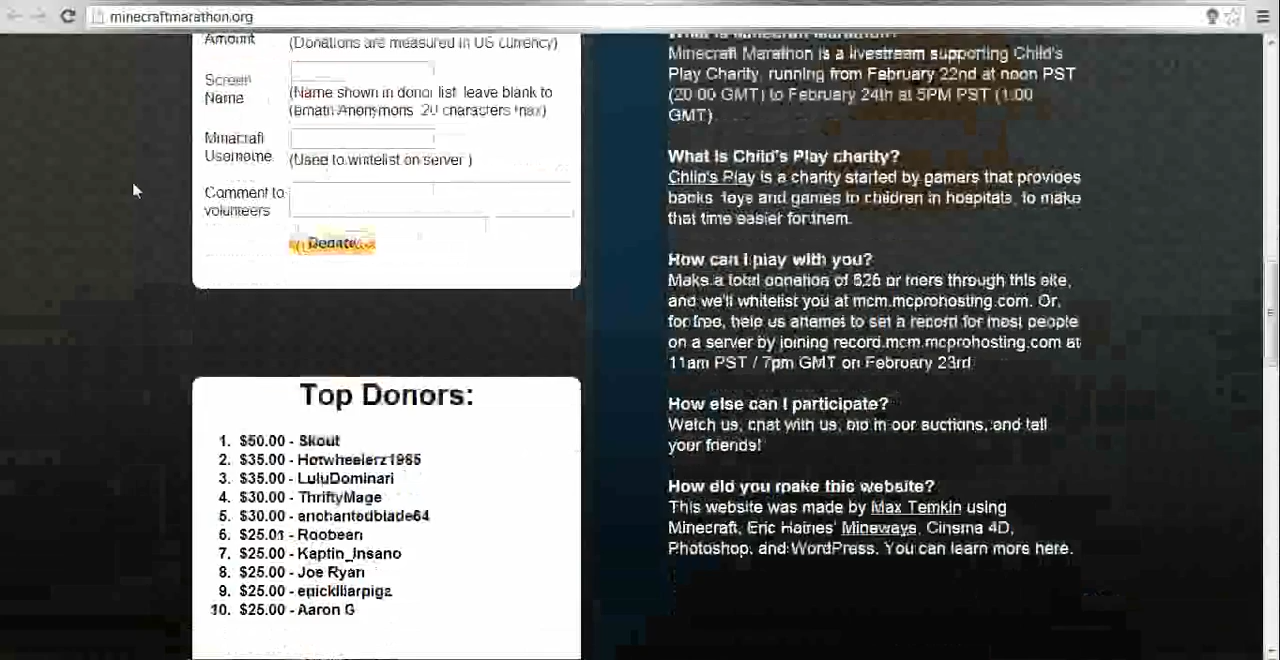 minecraftmarathon.org
Amount
(Donations are measured in US currency)
Screen
Name
(Name shown in donor list, leave blank to
Anonymous. 20 characters max)
Minecraft
Username
(Used to whitelist on server.)
Comment to
volunteers
Donate
Top Donors:
1. $50.00 - Skout
2. $35.00 - Hotwheelerz1985
3. $35.00 - LuluDominari
4. $30.00 - ThriftyMage
5. $30.00 - enchantedblade64
6. $25.01 - Roobean
7. $25.00 - Kaptin_Insano
8. $25.00 - Joe Ryan
9. $25.00 -
10. $25.00 - Aaron G
What is Minecraft Marathon?
Minecraft Marathon is a livestream supporting Child's
Play Charity, running from February 22nd at noon PST
(20:00 GMT) to February 24th at 5PM PST (1:00
GMT).
What is Child's Play charity?
Child's Play is a charity started by gamers that provides
books, toys and games to children in hospitals, to make
that time easier for them.
How can I play with you?
Make a total donation of $25 or more through this site,
and we'll whitelist you at mcm.mcprohosting.com. Or,
for free, help us attempt to set a record for most people
on a server by joining record.mcm.mcprohosting.com at
11am PST / 7pm GMT on February 23rd.
How else can I participate?
Watch us, chat with us, bid in our auctions, and tell
your friends!
How did you make this website?
This website was made by Max Temkin using
Minecraft, Eric Haines' Mineways, Cinema 4D,
Photoshop, and WordPress. You can learn more here.